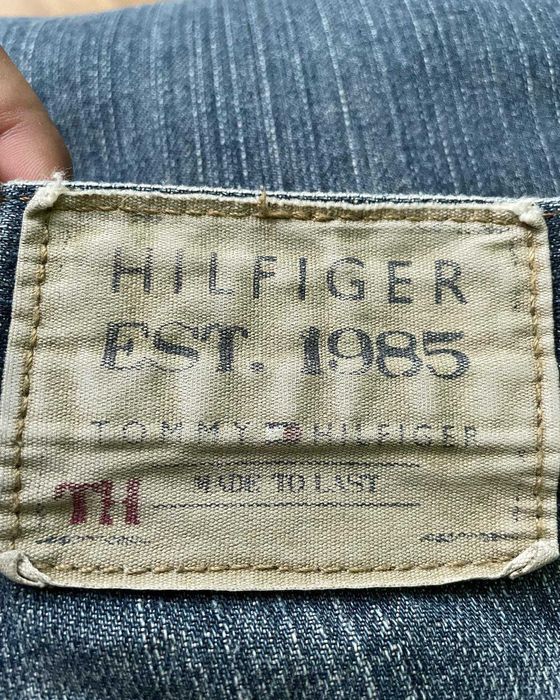 HILFIGER
EST. 1985
TOMMY HILFIGER
MADE TO LAST
TH